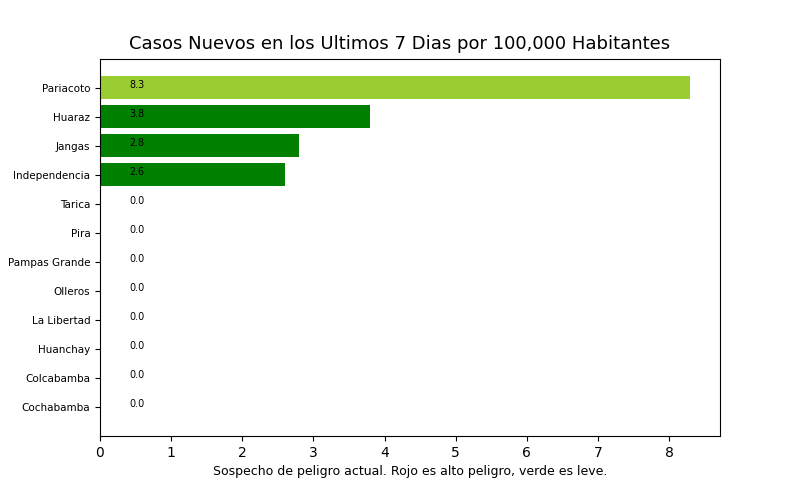 Casos Nuevos en los Ultimos 7 Dias por 100,000 Habitantes
Pariacoto 8.3
Huaraz 3.8
Jangas 2.8
Independencia 2.6
Tarica 0.0
Pira 0.0
Pampas Grande 0.0
Olleros 0.0
La Libertad 0.0
Huanchay 0.0
Colcabamba 0.0
Cochabamba 0.0
0 1 2 3 4 5 6 7 8
Sospecho de peligro actual. Rojo es alto peligro, verde es leve.